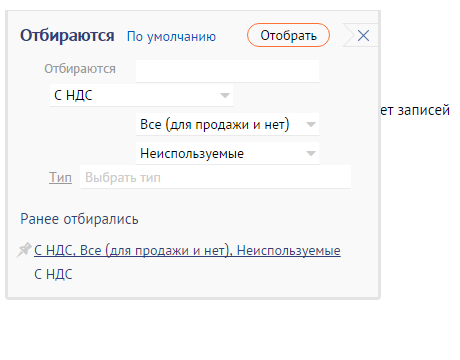 Отбираются По умолчанию Отобрать
Отбираются
С НДС
ет записей
Все (для продажи и нет)
Неиспользуемые
Тип Выбрать тип
Ранее отбирались
С НДС, Все (для продажи и нет), Неиспользуемые
С НДС